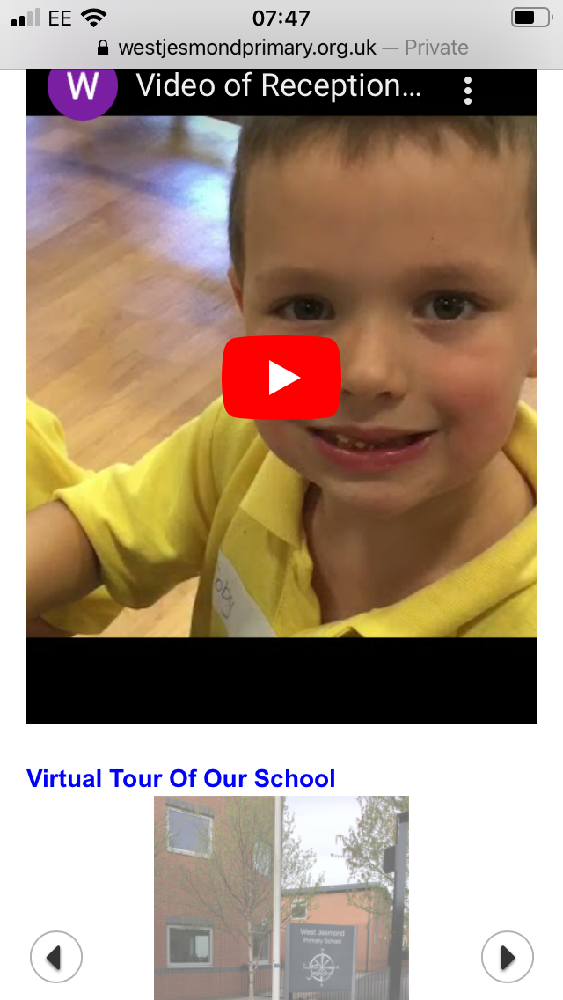 EE 07:47
westjesmondprimary.org.uk — Private
W Video of Reception...
oby
Virtual Tour Of Our School
West Jesmond
Primary School